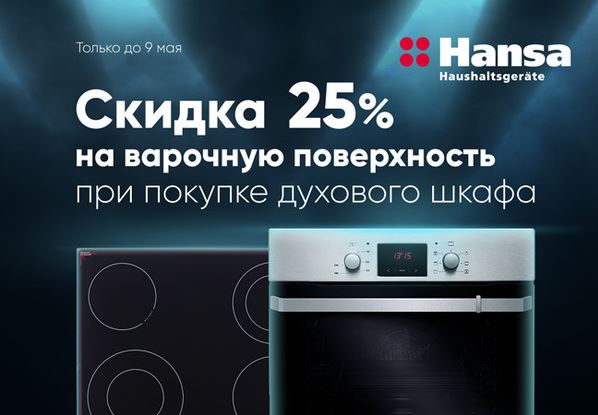 Только до 9 мая
Hansa
Haushaltsgeräte
Скидка 25%
на варочную поверхность
при покупке духового шкафа
13:15